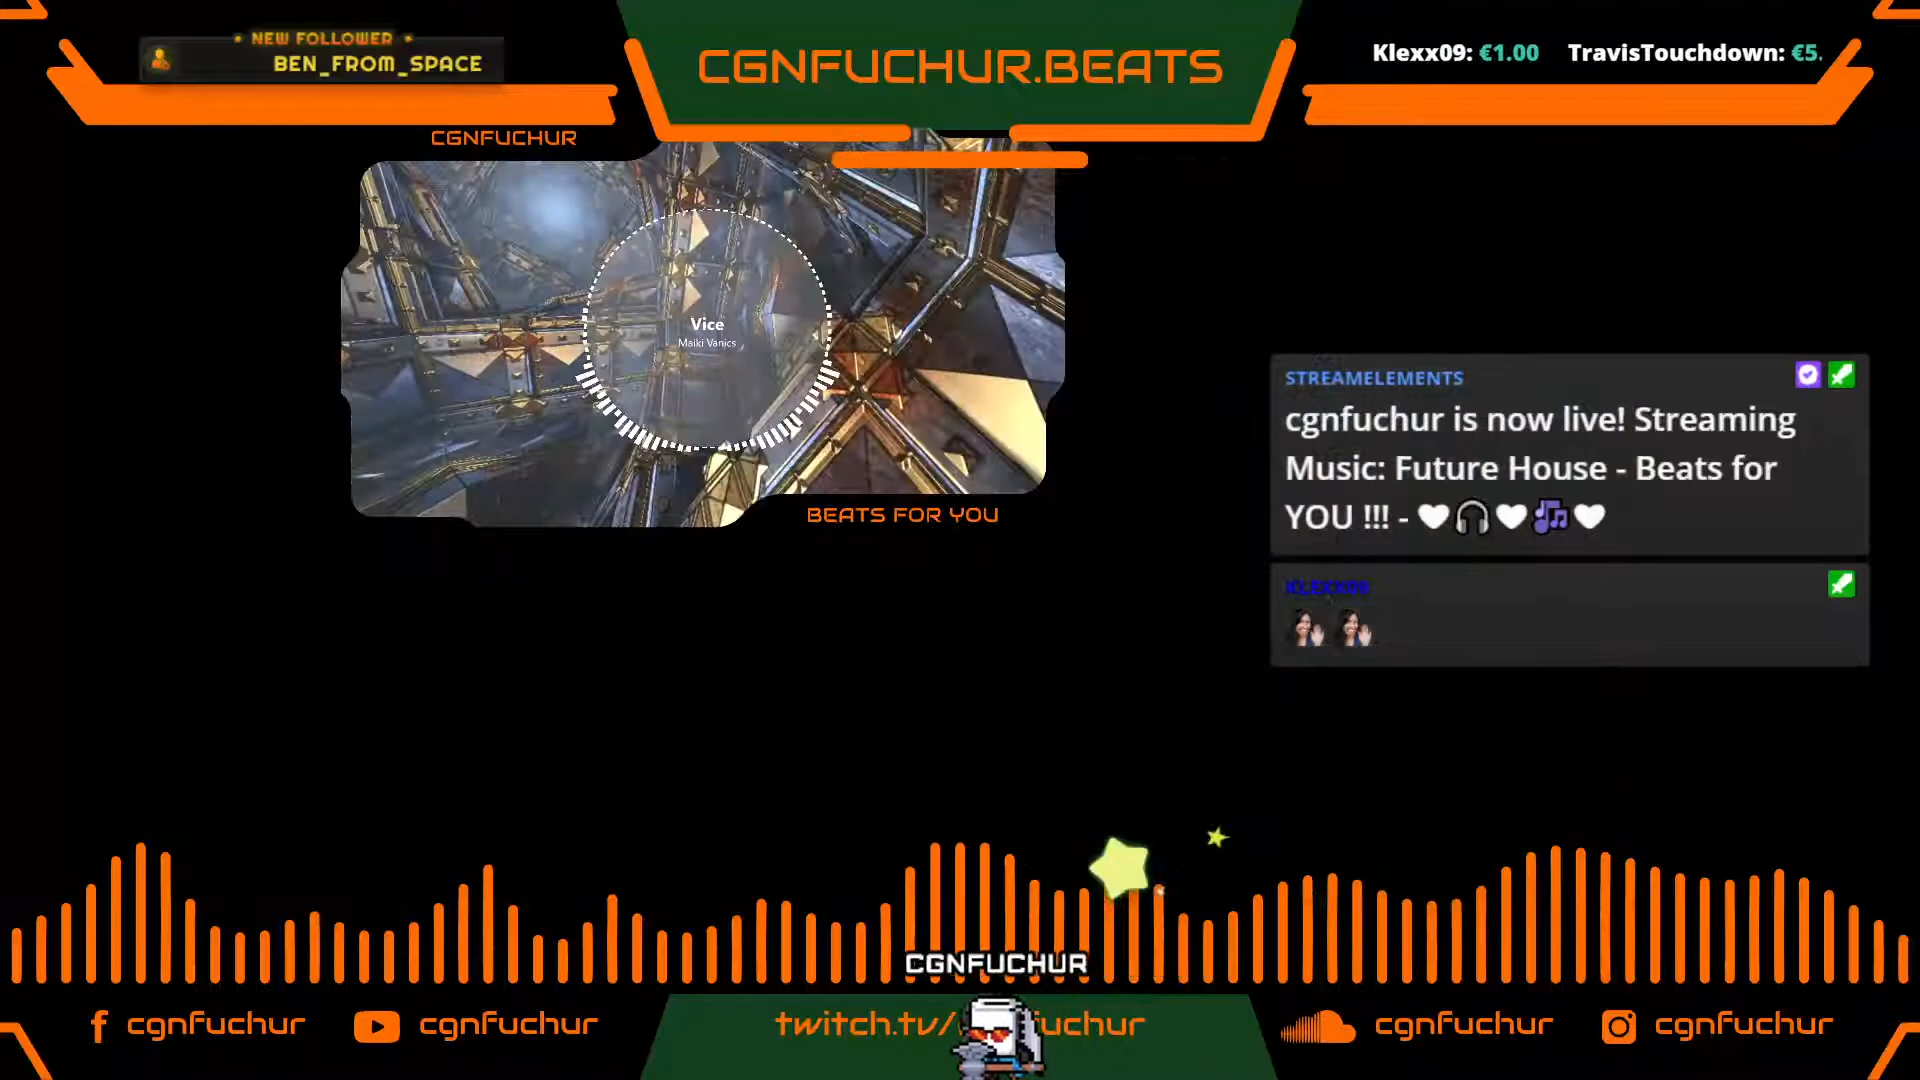 NEW FOLLOWER
BEN_FROM_SPACE
CGNFUCHUR.BEATS
Klexx09: €1.00 TravisTouchdown: €5.
CGNFUCHUR
Vice
Maiki Vanics
BEATS FOR YOU
STREAMELEMENTS
cgnfuchur is now live! Streaming
Music: Future House - Beats for
YOU !!! - 🤍🎧🤍🎶🤍
KLEXX09
CGNFUCHUR
cgnfuchur
cgnfuchur
twitch.tv/ uchur
cgnfuchur
cgnfuchur